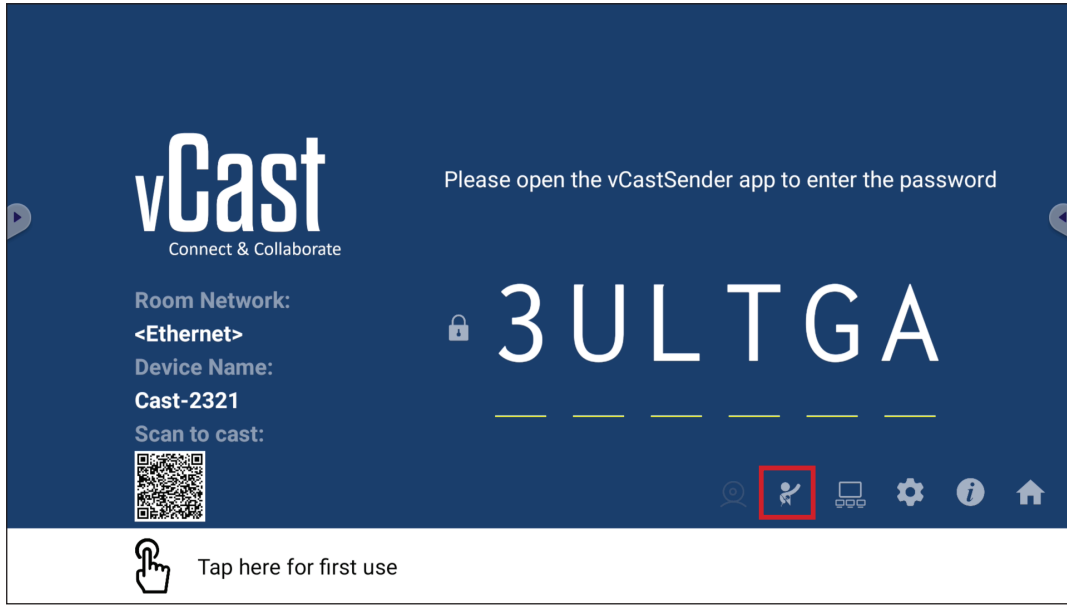 vCast
Connect & Collaborate
Please open the vCastSender app to enter the password
Room Network:
<Ethernet>
Device Name:
Cast-2321
Scan to cast:
3ULTGA
Tap here for first use